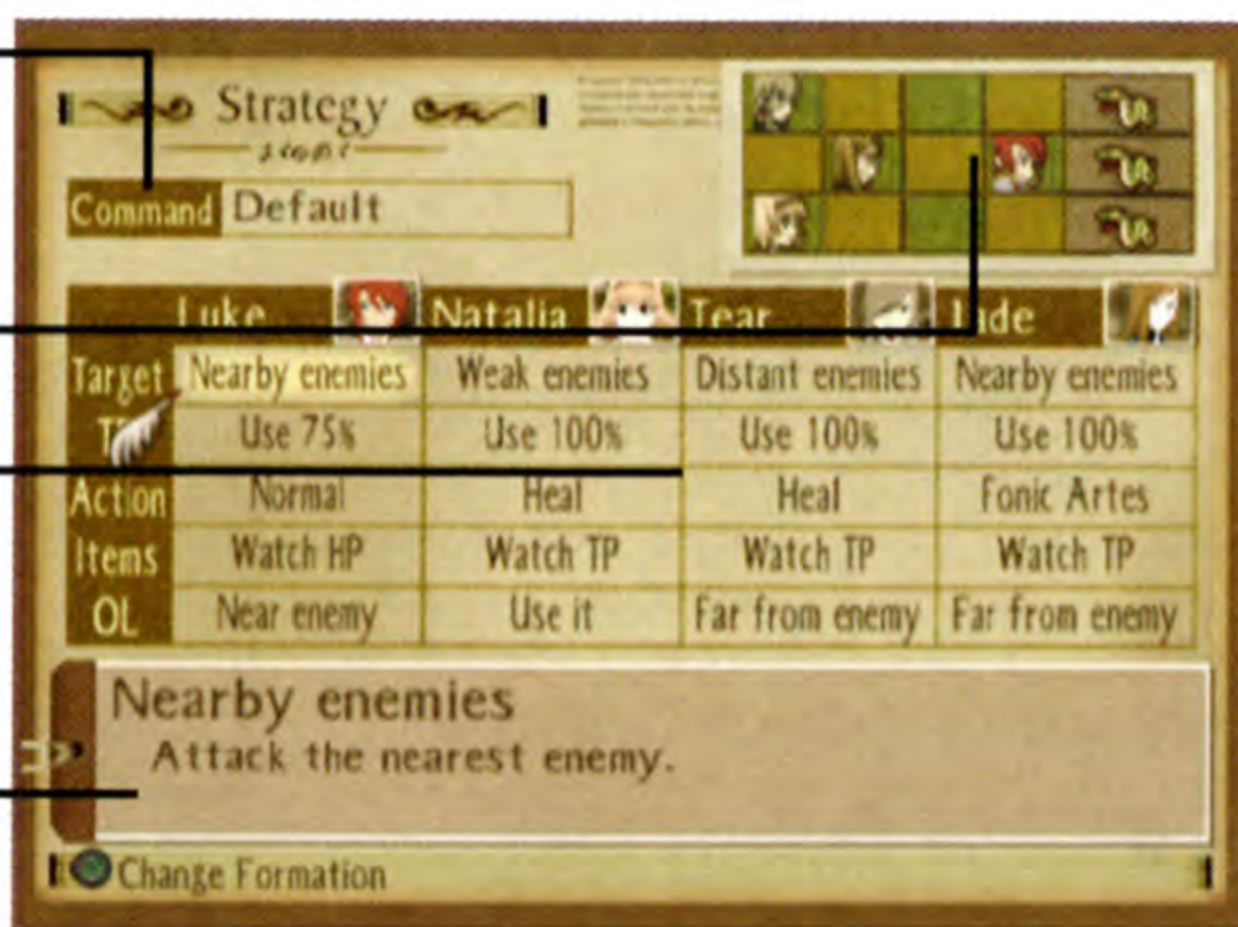 Strategy
Command Default
Luke Natalia Tear Jade
Target Nearby enemies Weak enemies Distant enemies Nearby enemies
Use 75% Use 100% Use 100% Use 100%
Action Normal Heal Heal Fonic Artes
Items Watch HP Watch TP Watch TP Watch TP
OL Near enemy Use it Far from enemy Far from enemy
Nearby enemies
Attack the nearest enemy.
Change Formation